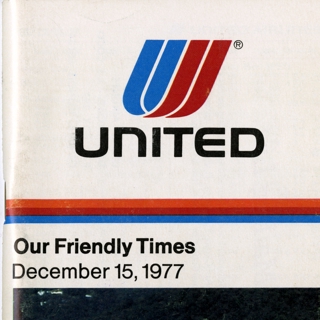 ®
UNITED
Our Friendly Times
December 15, 1977